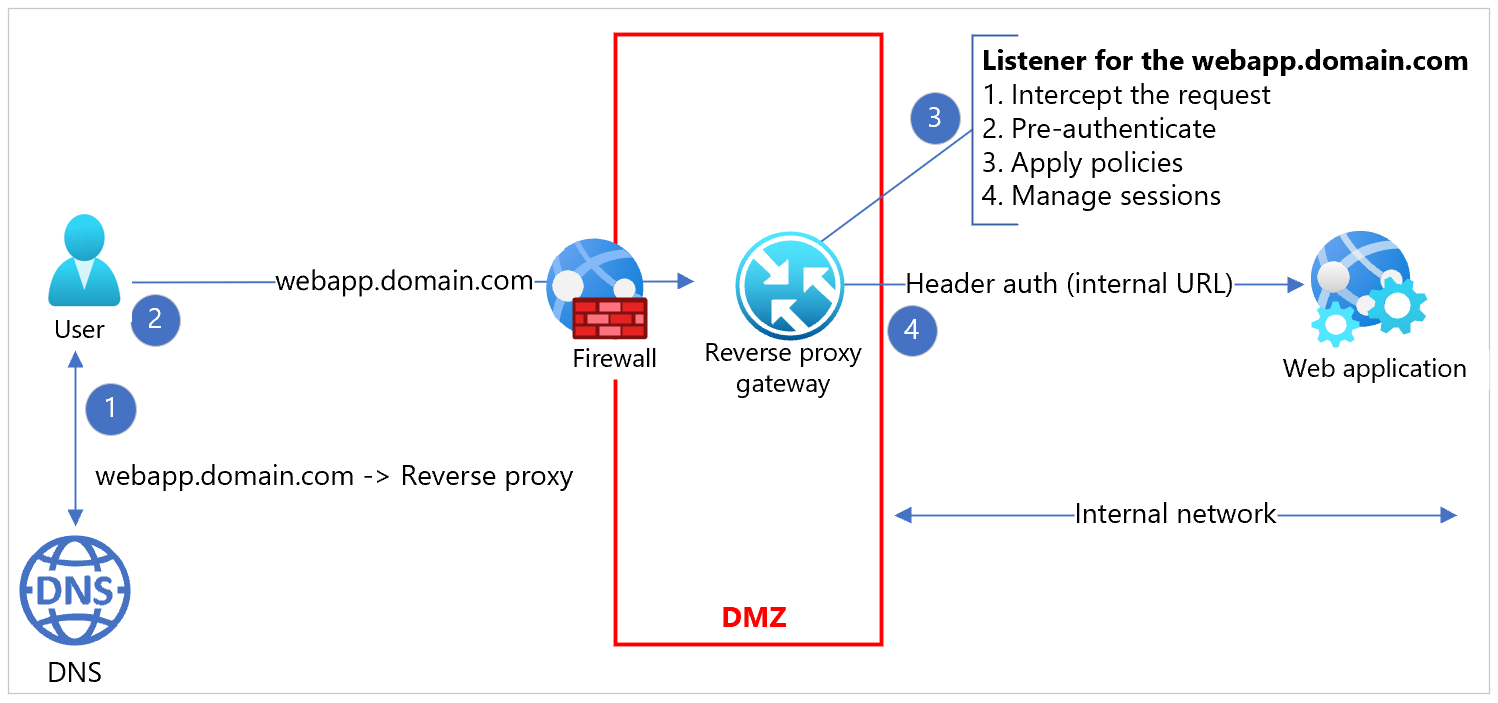 Listener for the webapp.domain.com
1. Intercept the request
2. Pre-authenticate
3. Apply policies
4. Manage sessions
3
webapp.domain.com
Header auth (internal URL)
User
2
Firewall
Reverse proxy
gateway
4
Web application
1
webapp.domain.com -> Reverse proxy
Internal network
DNS
DMZ
DNS